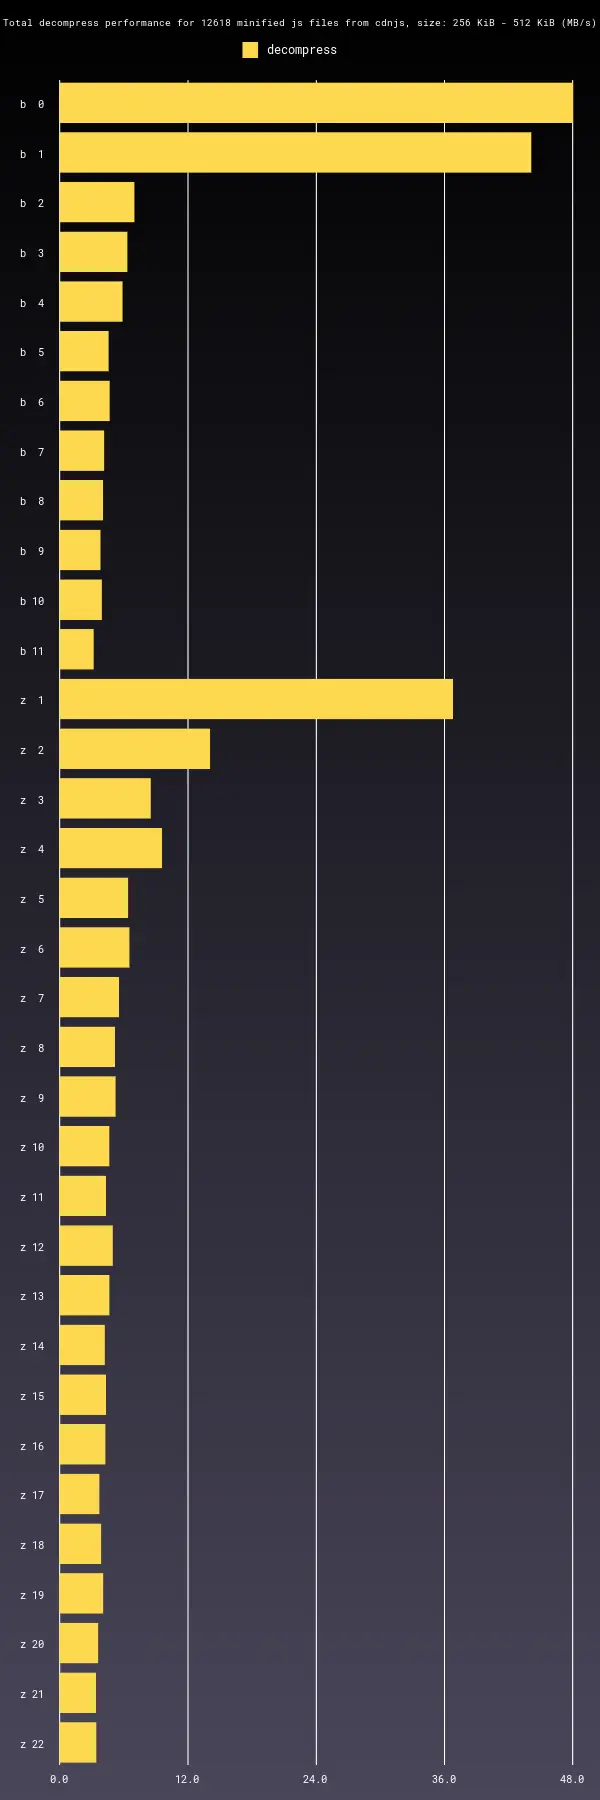 Total decompress performance for 12618 minified js files from cdnjs, size: 256 KiB - 512 KiB (MB/s)
decompress
b 0
b 1
b 2
b 3
b 4
b 5
b 6
b 7
b 8
b 9
b 10
b 11
z 1
z 2
z 3
z 4
z 5
z 6
z 7
z 8
z 9
z 10
z 11
z 12
z 13
z 14
z 15
z 16
z 17
z 18
z 19
z 20
z 21
z 22
0.0 12.0 24.0 36.0 48.0